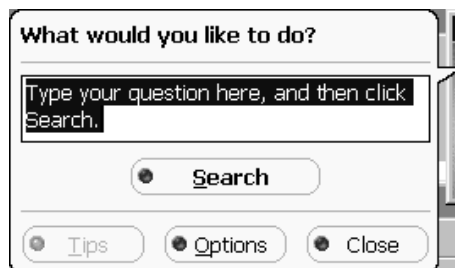 What would you like to do?
Type your question here, and then click
Search.
Search
Tips
Options
Close